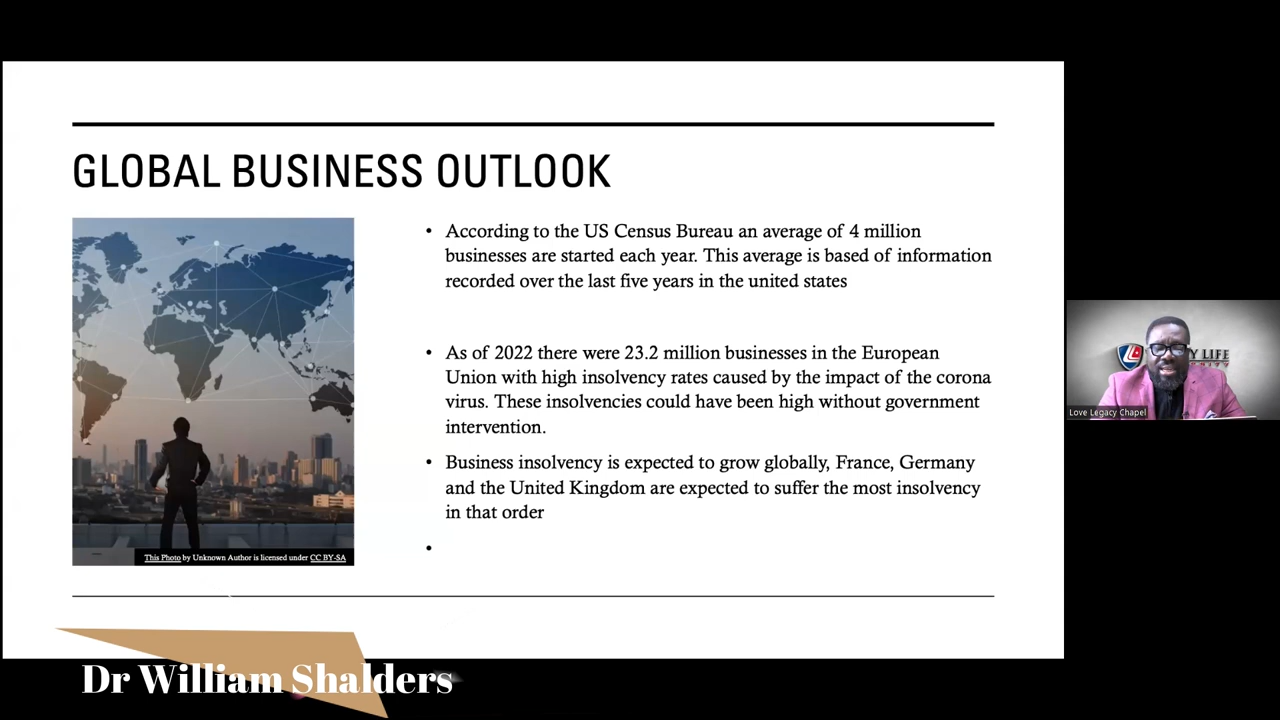 GLOBAL BUSINESS OUTLOOK
• According to the US Census Bureau an average of 4 million
businesses are started each year. This average is based of information
recorded over the last five years in the united states
• As of 2022 there were 23.2 million businesses in the European
Union with high insolvency rates caused by the impact of the corona
virus. These insolvencies could have been high without government
intervention.
• Business insolvency is expected to grow globally, France, Germany
and the United Kingdom are expected to suffer the most insolvency
in that order
•
This Photo by Unknown Author is licensed under CC BY-SA
LIFE
Love Legacy Chapel
Dr William Shalders